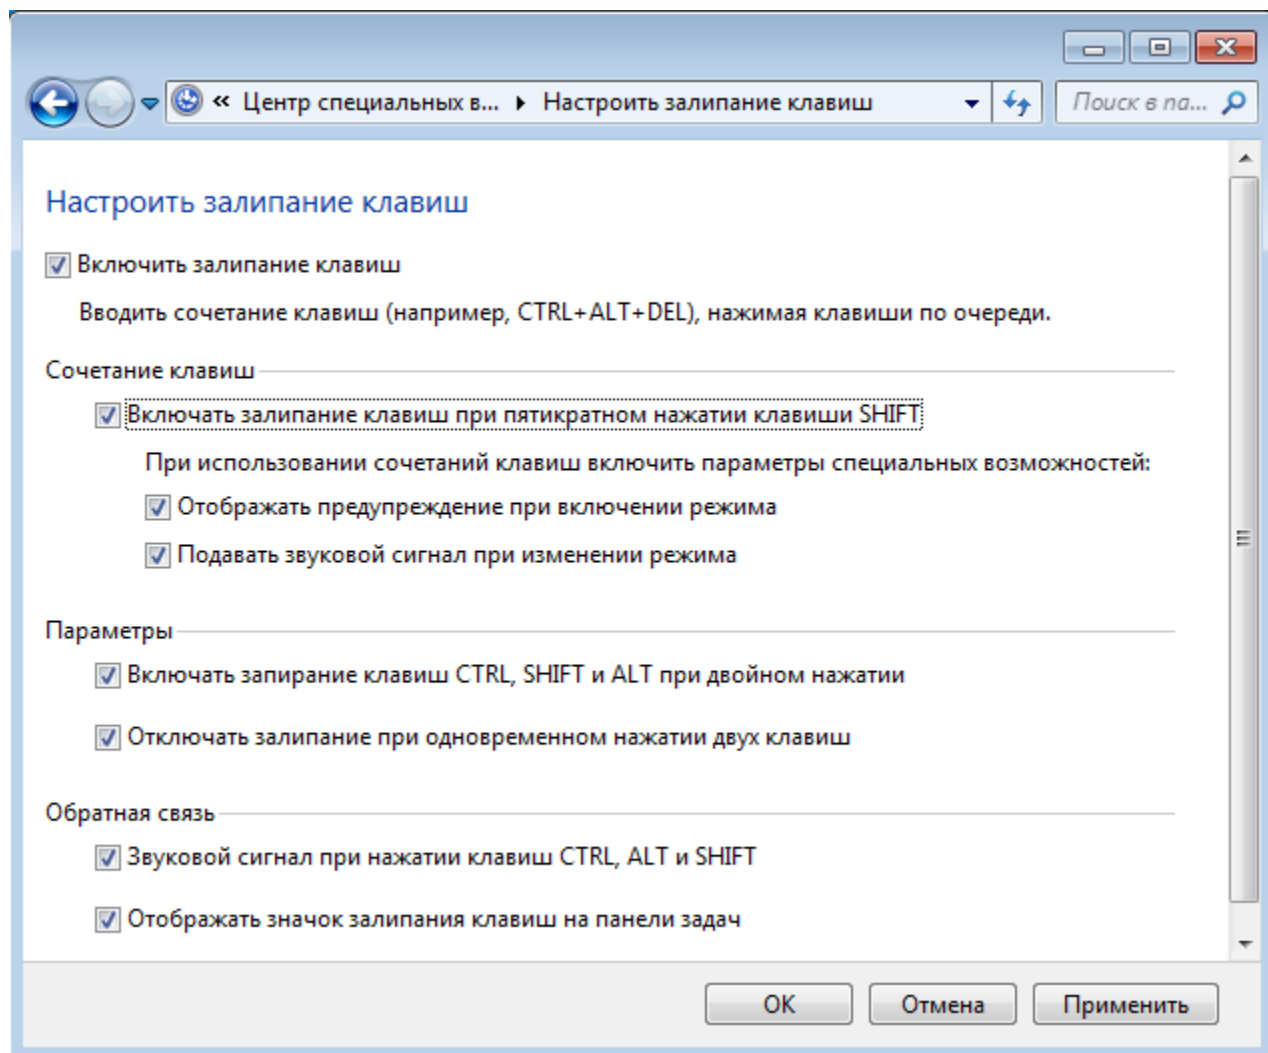 « Центр специальных в... Настроить залипание клавиш Поиск в па...
Настроить залипание клавиш
Включить залипание клавиш
Вводить сочетание клавиш (например, CTRL+ALT+DEL), нажимая клавиши по очереди.
Сочетание клавиш
Включать залипание клавиш при пятикратном нажатии клавиши SHIFT
При использовании сочетаний клавиш включить параметры специальных возможностей:
Отображать предупреждение при включении режима
Подавать звуковой сигнал при изменении режима
Параметры
Включать запирание клавиш CTRL, SHIFT и ALT при двойном нажатии
Отключать залипание при одновременном нажатии двух клавиш
Обратная связь
Звуковой сигнал при нажатии клавиш CTRL, ALT и SHIFT
Отображать значок залипания клавиш на панели задач
ОК Отмена Применить